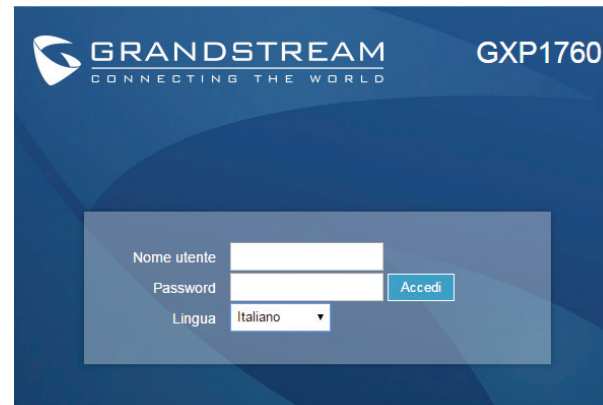 GRANDSTREAM
CONNECTING THE WORLD
GXP1760
Nome utente
Password
Accedi
Lingua
Italiano